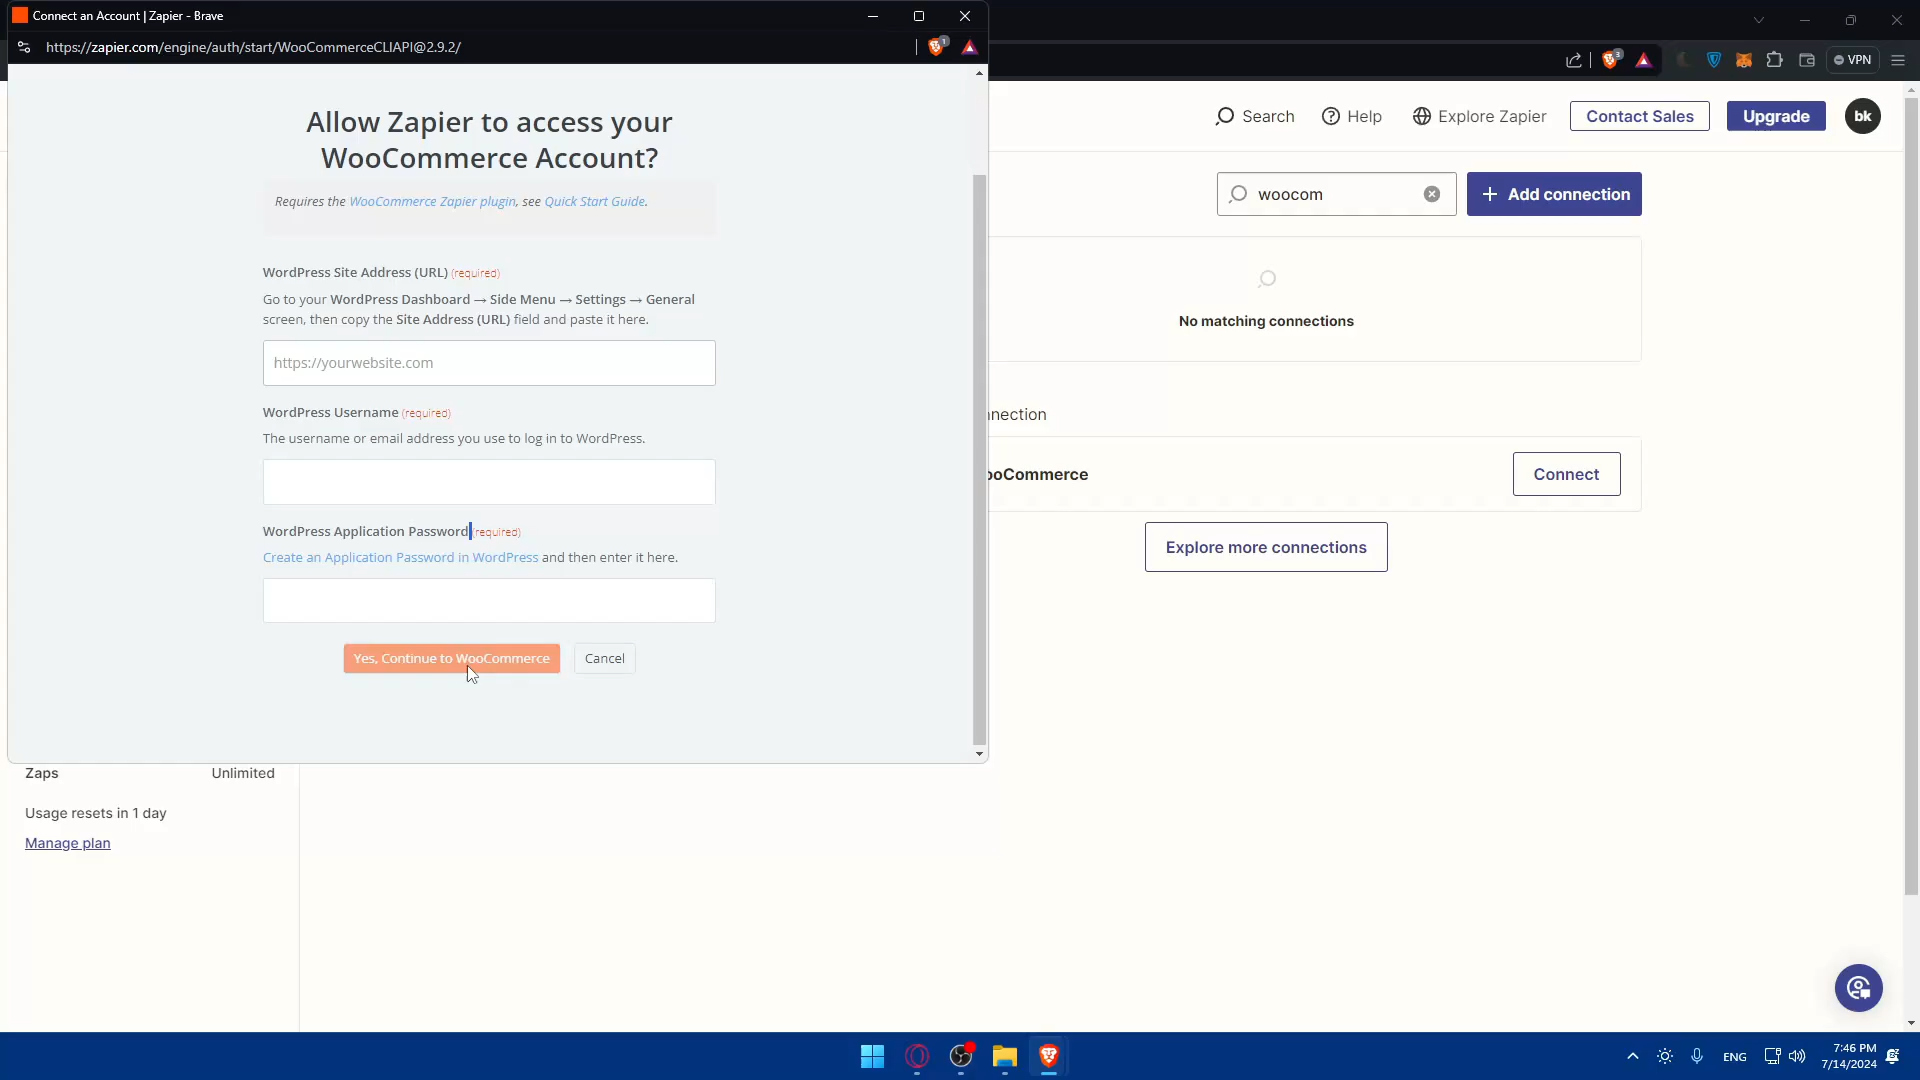 Connect an Account | Zapier - Brave
https://zapier.com/engine/auth/start/WooCommerceCLIAPI@2.9.2/
1
3
VPN
Allow Zapier to access your
WooCommerce Account?
Requires the WooCommerce Zapier plugin, see Quick Start Guide.
WordPress Site Address (URL) (required)
Go to your WordPress Dashboard → Side Menu → Settings → General
screen, then copy the Site Address (URL) field and paste it here.
https://yourwebsite.com
WordPress Username (required)
The username or email address you use to log in to WordPress.
WordPress Application Password (required)
Create an Application Password in WordPress and then enter it here.
Yes, Continue to WooCommerce
Cancel
Search
Help
Explore Zapier
Contact Sales
Upgrade
bk
woocom
+ Add connection
No matching connections
nnection
ooCommerce
Connect
Explore more connections
Zaps
Unlimited
Usage resets in 1 day
Manage plan
ENG
7:46 PM
7/14/2024